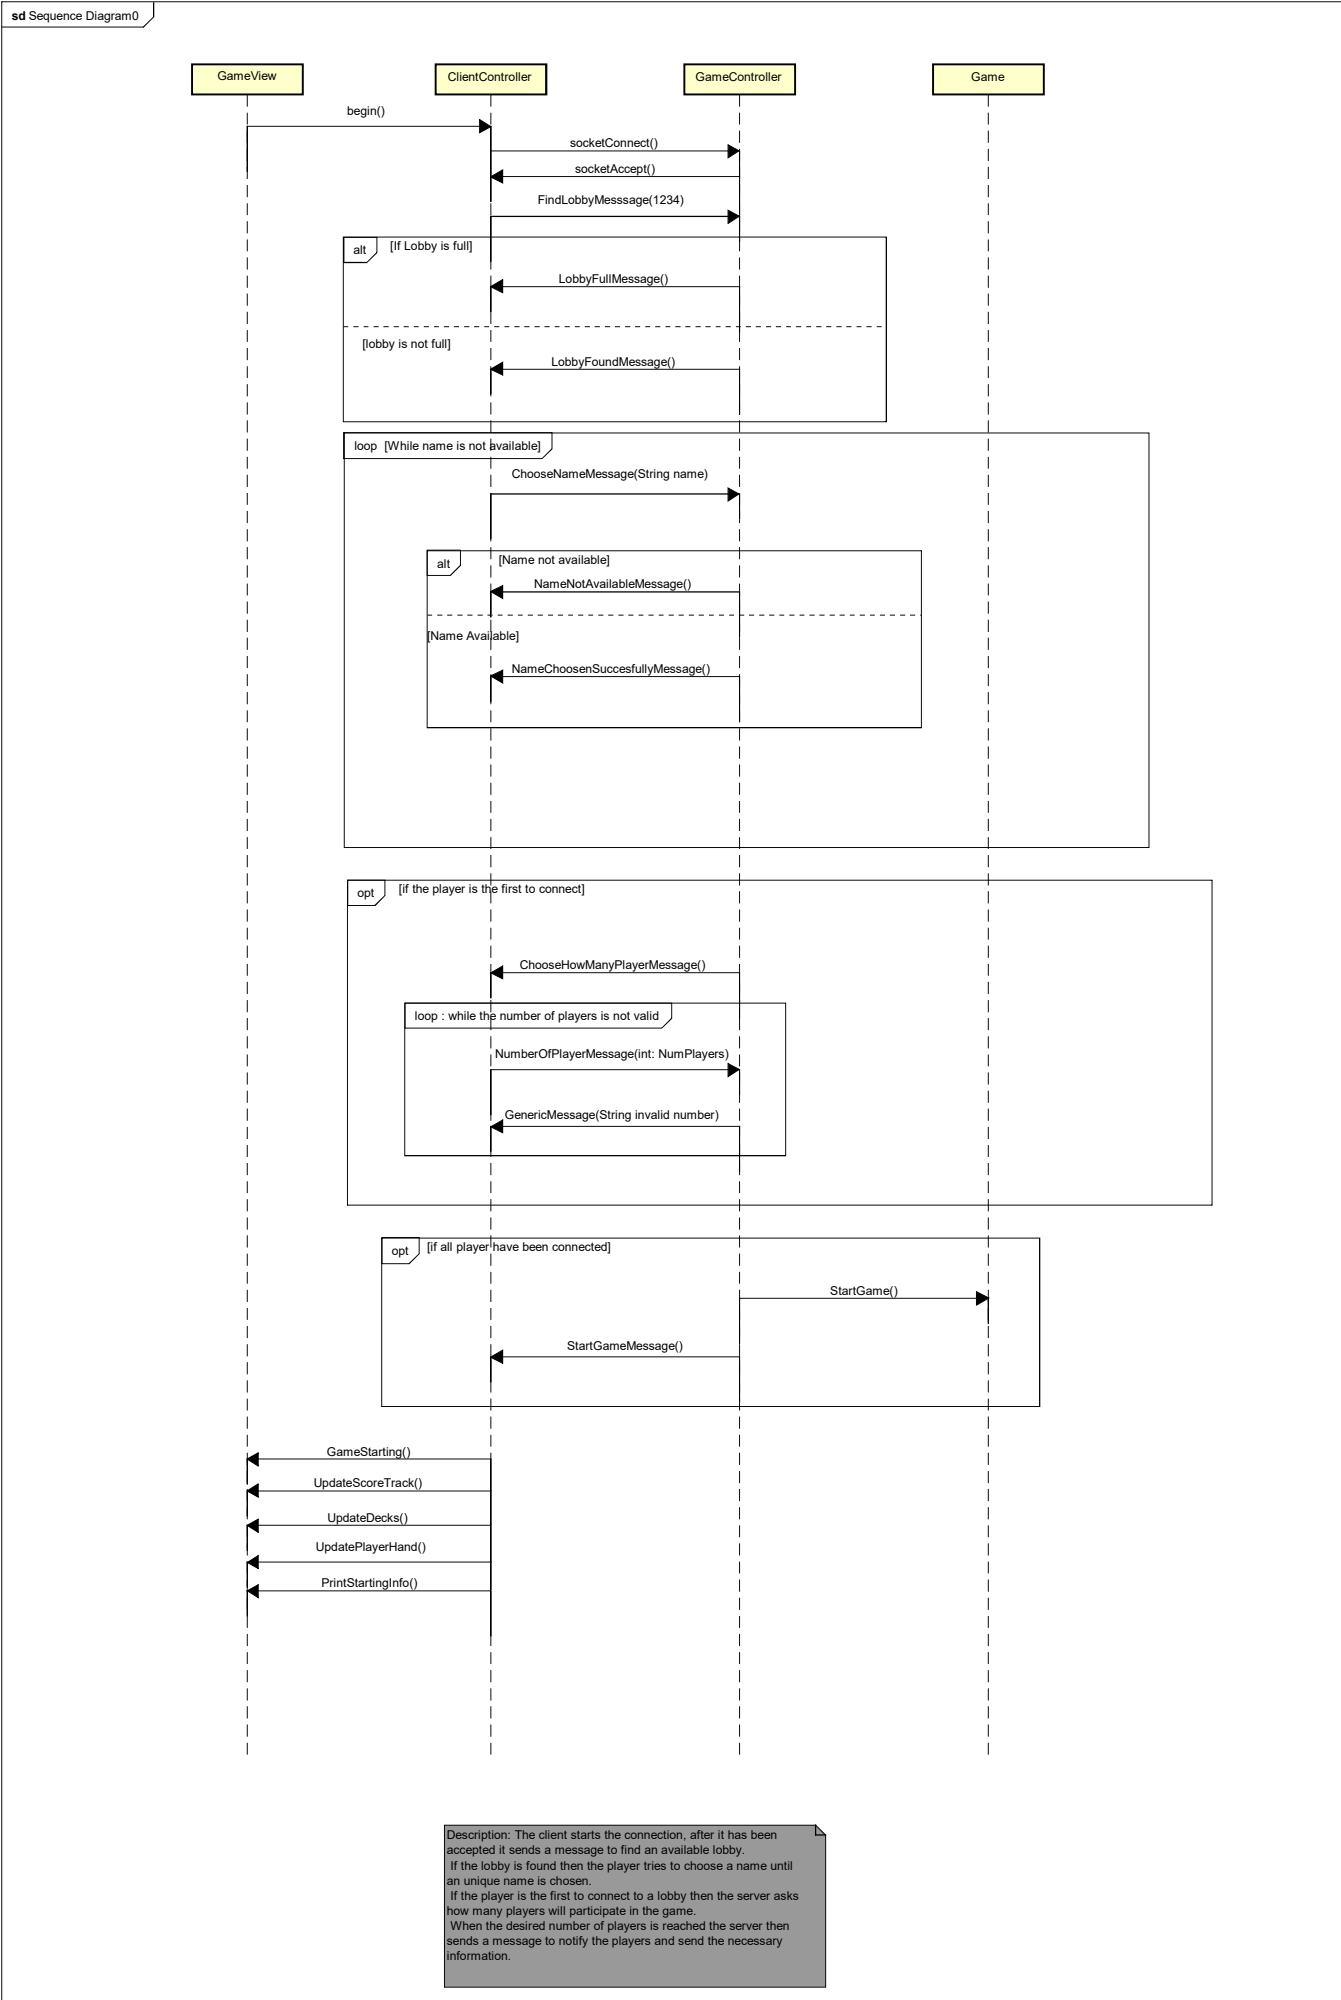 sd Sequence Diagram0
GameView
ClientController
GameController
Game
begin()
socketConnect()
socketAccept()
FindLobbyMesssage(1234)
alt
[If Lobby is full]
LobbyFullMessage()
[lobby is not full]
LobbyFoundMessage()
loop [While name is not available]
ChooseNameMessage(String name)
alt
[Name not available]
NameNotAvailableMessage()
[Name Available]
NameChoosenSuccesfullyMessage()
opt
[if the player is the first to connect]
ChooseHowManyPlayerMessage()
loop : while the number of players is not valid
NumberOfPlayerMessage(int: NumPlayers)
GenericMessage(String invalid number)
opt
[if all player have been connected]
StartGame()
StartGameMessage()
GameStarting()
UpdateScoreTrack()
UpdateDecks()
UpdatePlayerHand()
PrintStartingInfo()
Description: The client starts the connection, after it has been
accepted it sends a message to find an available lobby.
If the lobby is found then the player tries to choose a name until
an unique name is chosen.
If the player is the first to connect to a lobby then the server asks
how many players will participate in the game.
When the desired number of players is reached the server then
sends a message to notify the players and send the necessary
information.